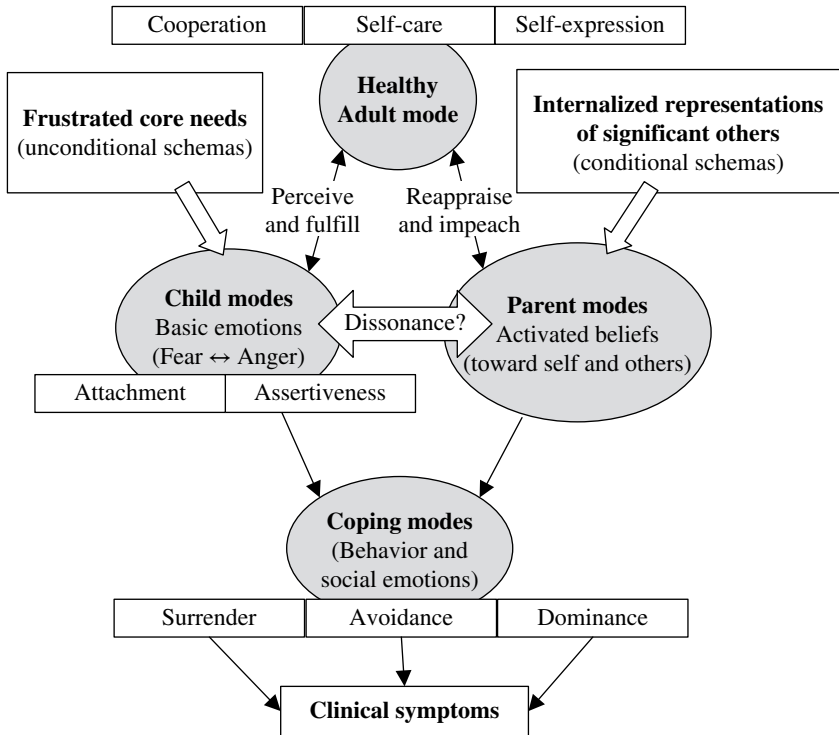 Cooperation
Self-care
Self-expression
Healthy
Adult mode
Frustrated core needs
(unconditional schemas)
Internalized representations
of significant others
(conditional schemas)
Perceive
and fulfill
Reappraise
and impeach
Child modes
Basic emotions
(Fear ↔ Anger)
Dissonance?
Parent modes
Activated beliefs
(toward self and others)
Attachment
Assertiveness
Coping modes
(Behavior and
social emotions)
Surrender
Avoidance
Dominance
Clinical symptoms